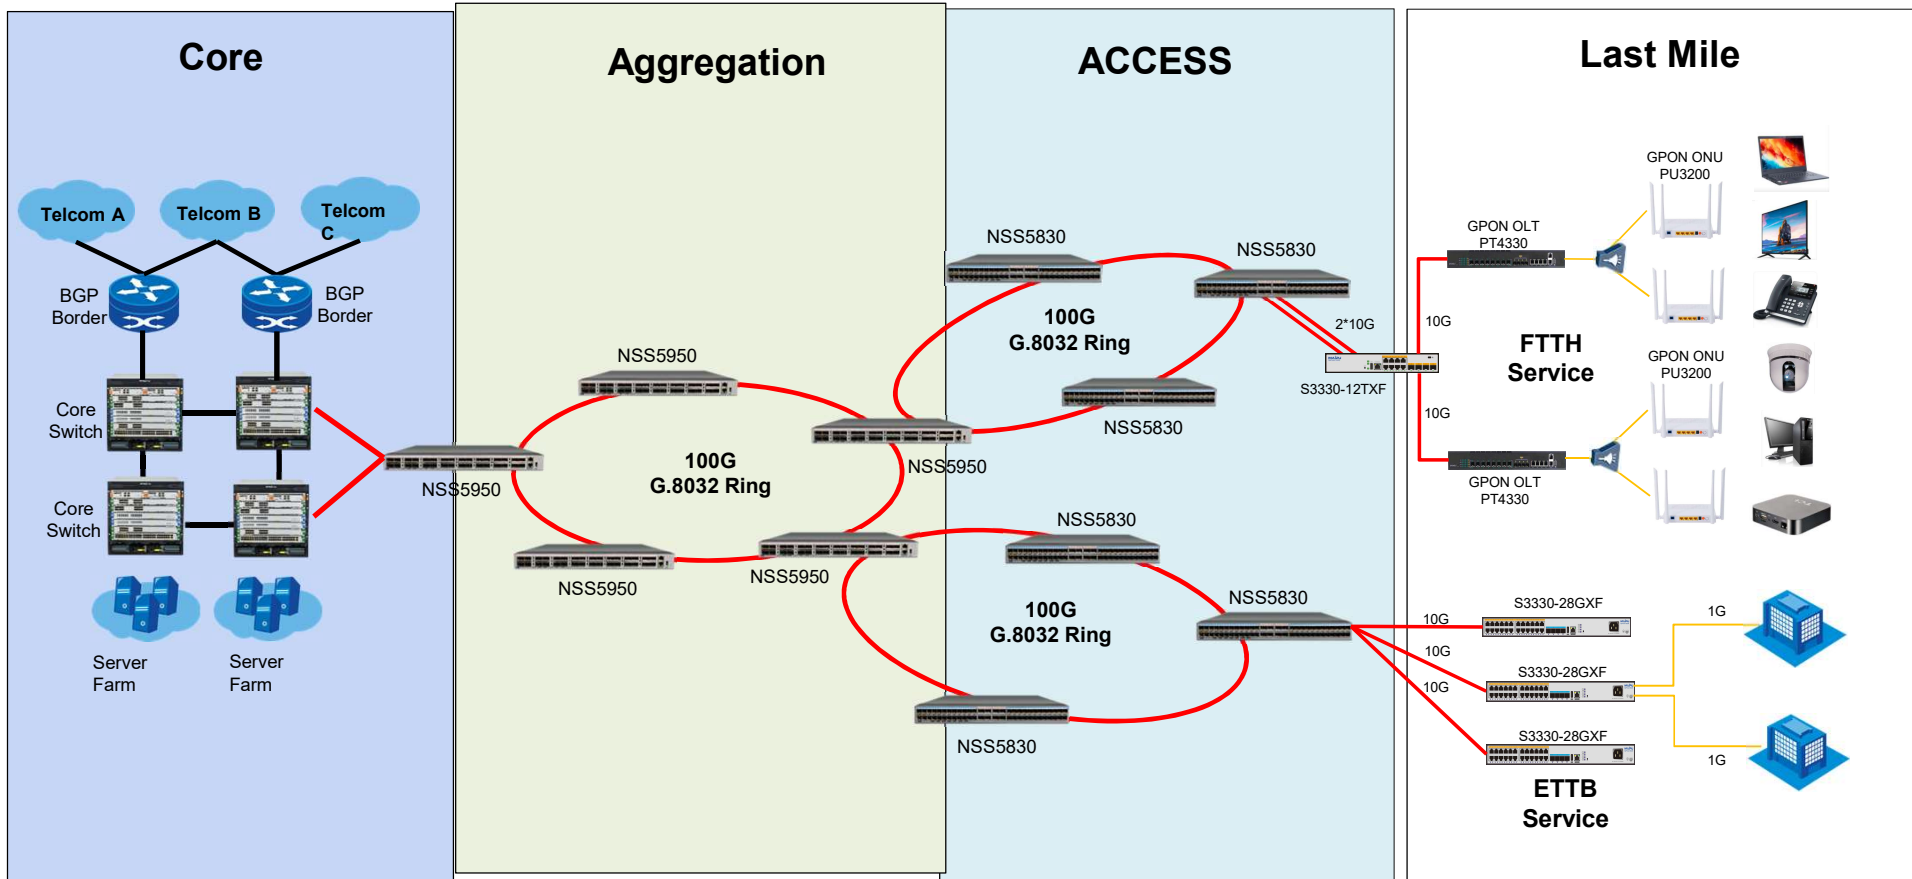 Core
Aggregation
ACCESS
Last Mile
Telcom A
Telcom B
Telcom
C
BGP
Border
BGP
Border
Core
Switch
Core
Switch
Server
Farm
Server
Farm
NSS5950
NSS5950
NSS5950
NSS5950
NSS5950
100G
G.8032 Ring
NSS5830
NSS5830
100G
G.8032 Ring
NSS5830
2*10G
S3330-12TXF
NSS5830
NSS5830
100G
G.8032 Ring
NSS5830
10G
10G
GPON OLT
PT4330
GPON ONU
PU3200
FTTH
Service
GPON ONU
PU3200
GPON OLT
PT4330
10G
10G
10G
S3330-28GXF
S3330-28GXF
S3330-28GXF
1G
1G
ETTB
Service